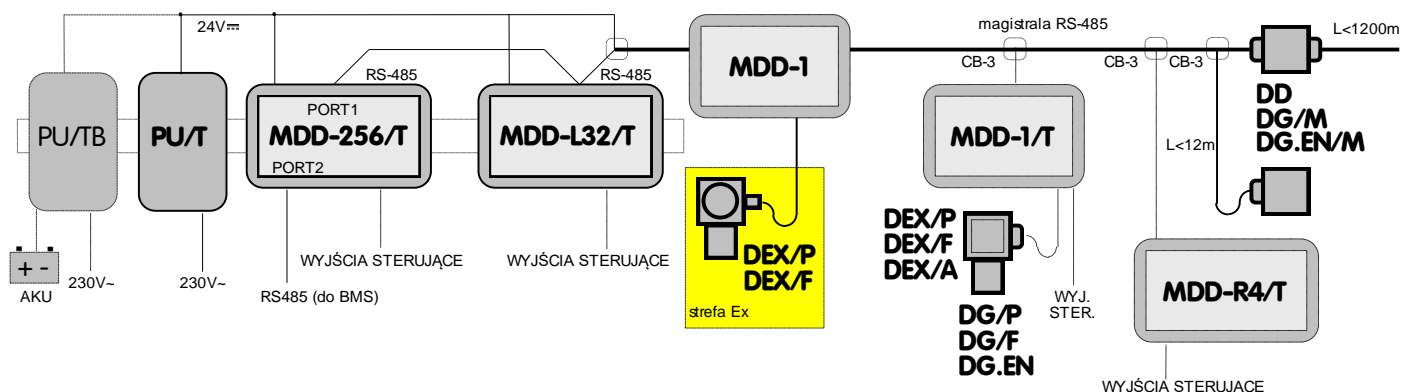 24V
magistrala RS-485
L<1200m
RS-485
RS-485
MDD-1
CB-3
CB-3
CB-3
DD
DG/M
DG.EN/M
PU/TB
PU/T
PORT1
MDD-256/T
PORT2
MDD-L32/T
MDD-1/T
L<12m
DEX/P
DEX/F
DEX/P
DEX/F
DEX/A
+ -
AKU
230V~
230V~
WYJŚCIA STERUJĄCE
WYJŚCIA STERUJĄCE
RS485 (do BMS)
strefa Ex
DG/P
DG/F
DG.EN
WYJ.
STER.
MDD-R4/T
WYJŚCIA STERUJĄCE